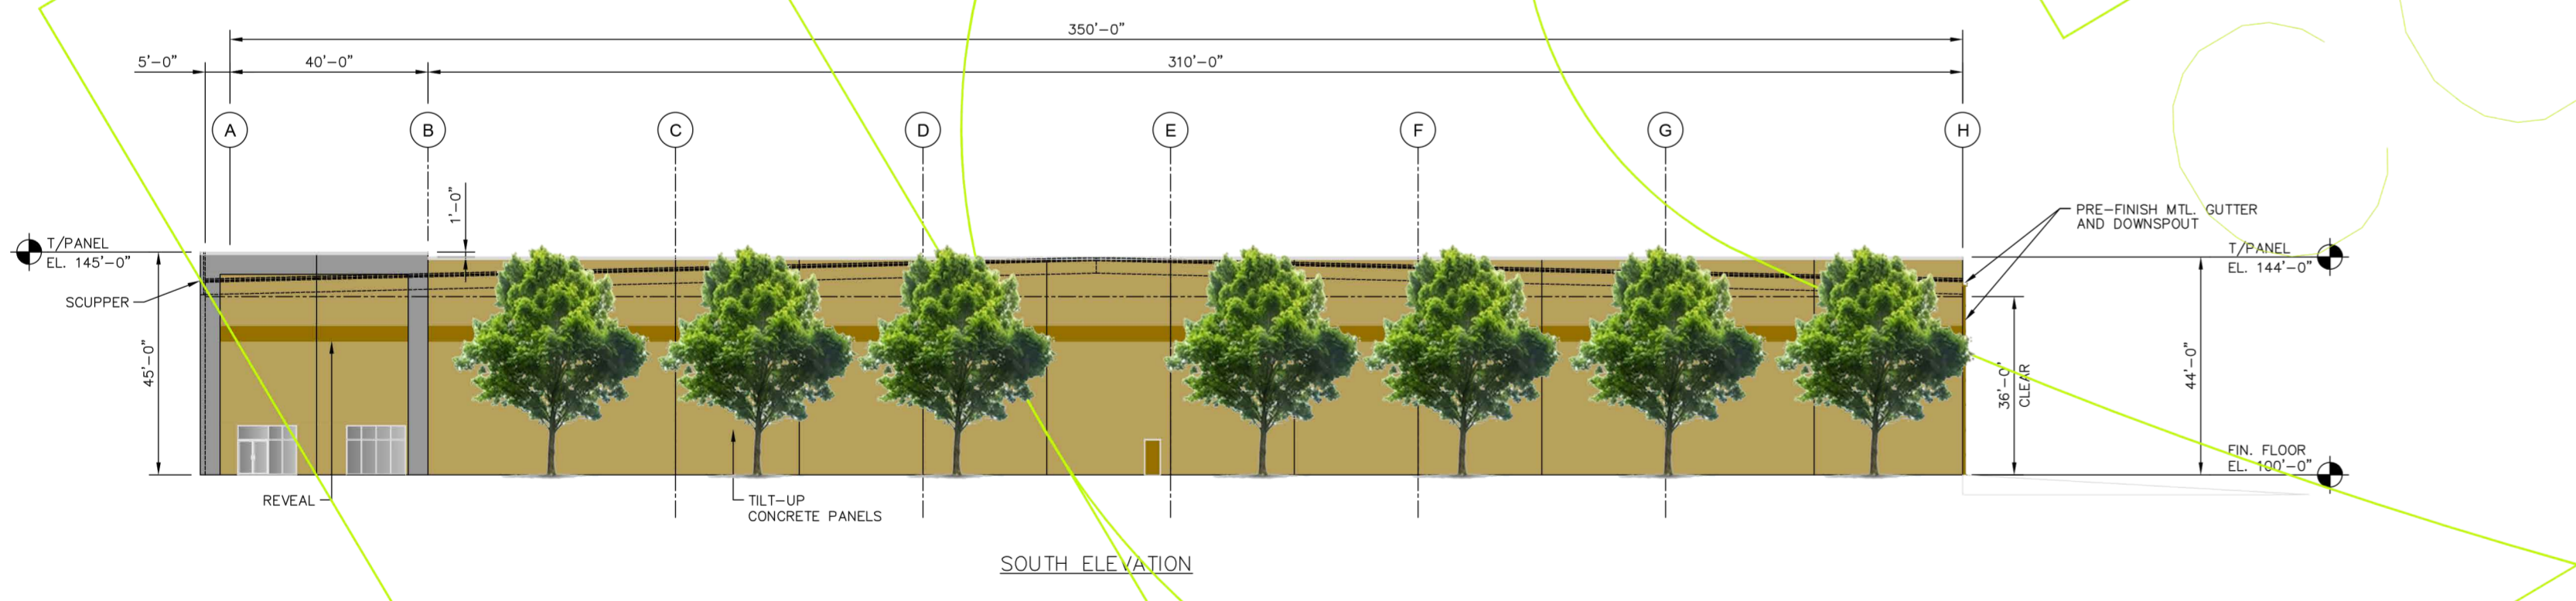 350'-0"
5'-0"
40'-0"
310'-0"
A
B
C
D
E
F
G
H
1'-0"
T/PANEL
EL. 145'-0"
SCUPPER
45'-0"
PRE-FINISH MTL. GUTTER
AND DOWNSPOUT
T/PANEL
EL. 144'-0"
36'-0"
CLEAR
44'-0"
FIN. FLOOR
EL. 100'-0"
REVEAL
TILT-UP
CONCRETE PANELS
SOUTH ELEVATION